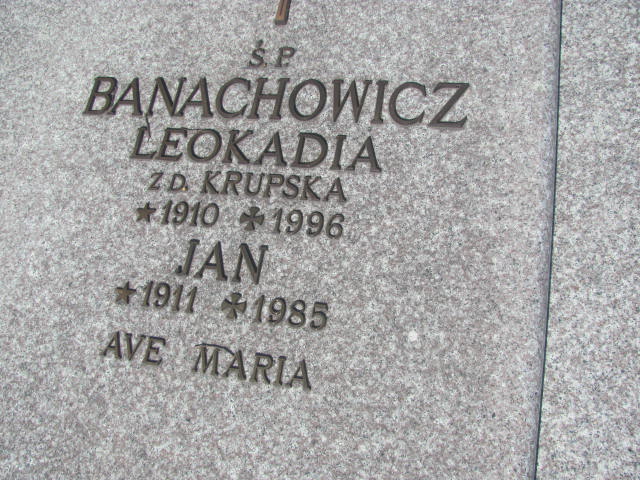 Ś.P.
BANACHOWICZ
LEOKADIA
Z D. KRUPSKA
★1910 ✠1996
JAN
★1911 ✠1985
AVE MARIA